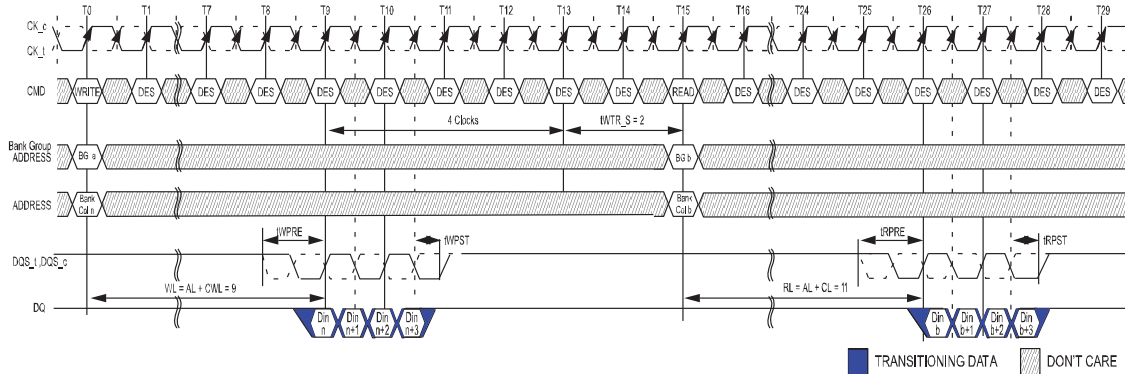 T0 T1 T7 T8 T9 T10 T11 T12 T13 T14 T15 T16 T24 T25 T26 T27 T28 T29
CK_c
CK_t
CMD WRITE DES DES DES DES DES DES DES DES DES READ DES DES DES DES DES DES DES
4 Clocks tWTR_S = 2
Bank Group
ADDRESS BG a BG b
ADDRESS Bank
Col n Bank
Col b
tWPRE tWPST tRPRE tRPST
DQS_t,DQS_c
WL = AL + CWL = 9 RL = AL + CL = 11
DQ Din
n Din
n+1 Din
n+2 Din
n+3 Din
b Din
b+1 Din
b+2 Din
b+3
TRANSITIONING DATA DON'T CARE